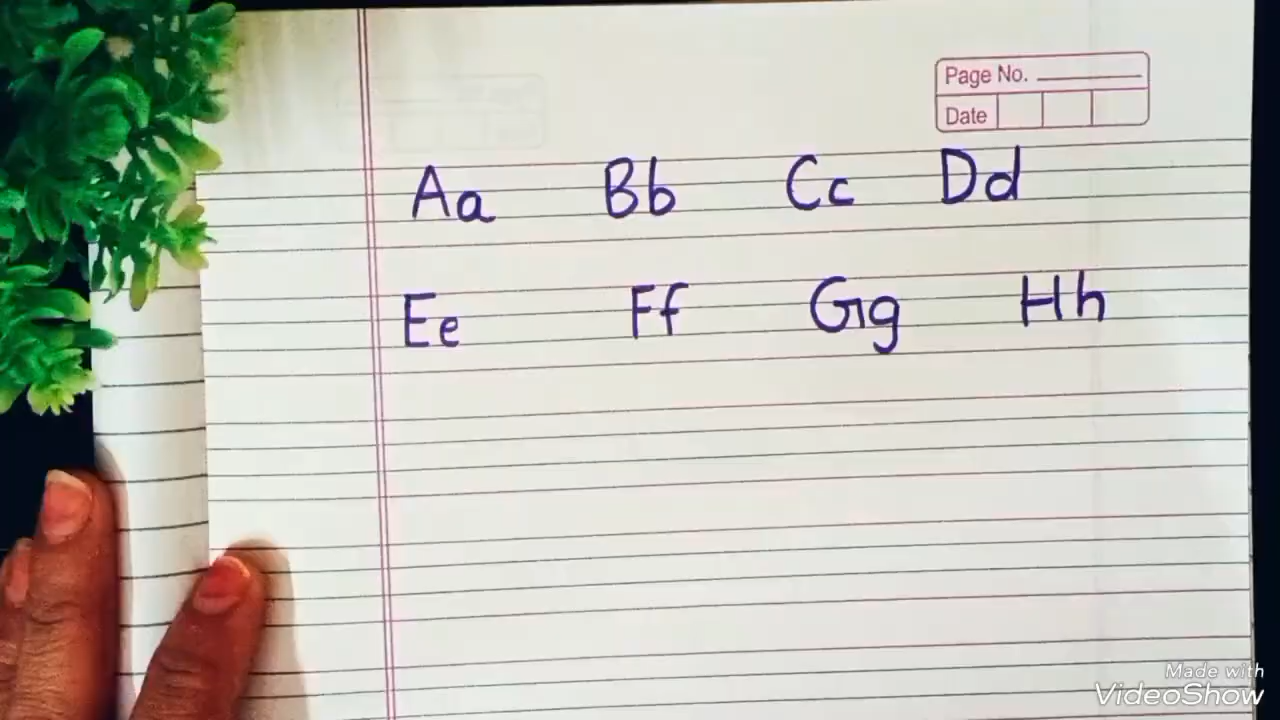 Page No.
Date
Aa Bb Cc Dd
Ee Ff Gg Hh
Made with
VideoShow